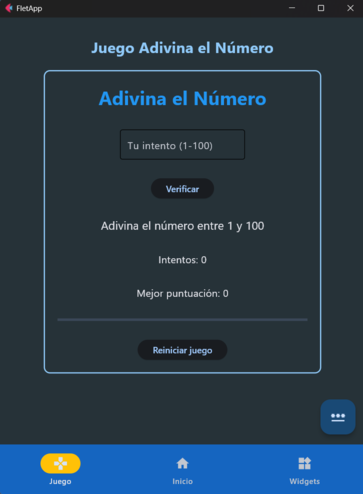 FletApp
Juego Adivina el Número
Adivina el Número
Tu intento (1-100)
Verificar
Adivina el número entre 1 y 100
Intentos: 0
Mejor puntuación: 0
Reiniciar juego
Juego
Inicio
Widgets